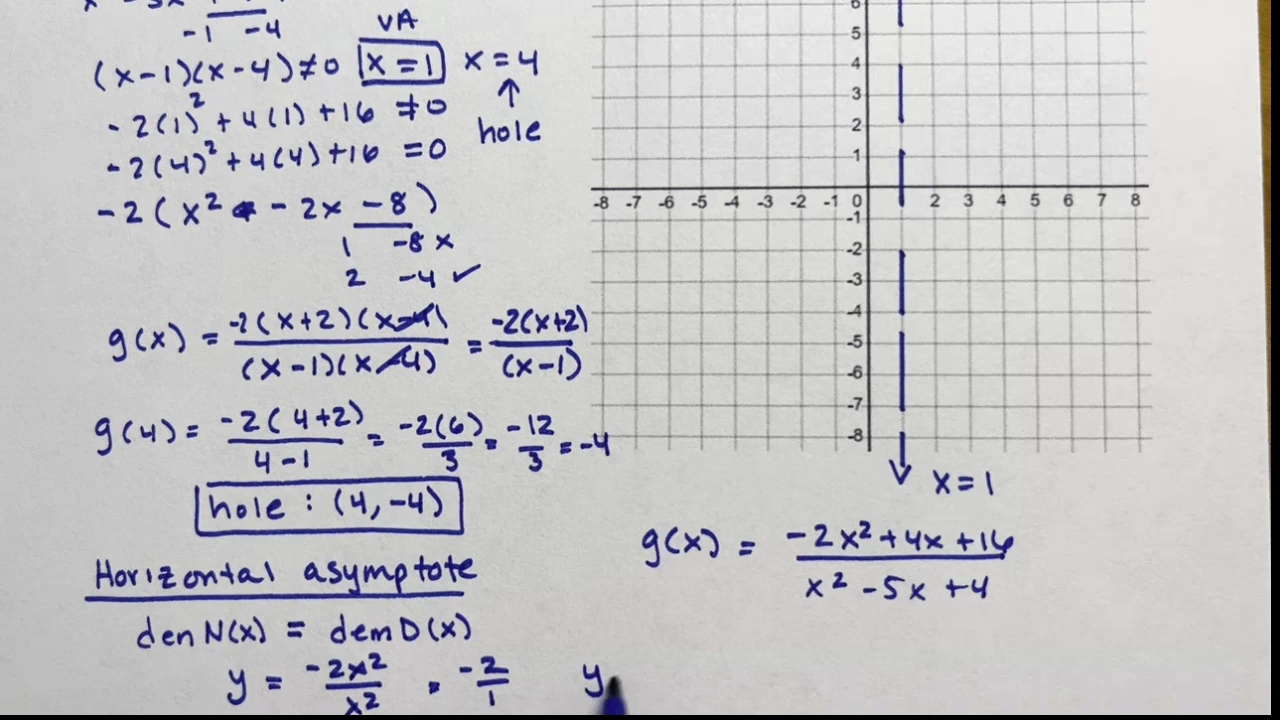 -1 -4
VA
(x-1)(x-4)≠0 x=1 x=4
-2(1)²+4(1)+16 ≠0
hole
-2(4)²+4(4)+16 =0
-2(x² - 2x -8)
1 -8 x
2 -4 ✓
g(x) = -2(x+2)(x-4)/(x-1)(x-4) = -2(x+2)/(x-1)
g(4) = -2(4+2)/4-1 = -2(6)/3 = -12/3 = -4
hole : (4,-4)
Horizontal asymptote
den N(x) = dem D(x)
y = -2x²/x² = -2/1 y
6
5
4
3
2
1
-8 -7 -6 -5 -4 -3 -2 -1 0 2 3 4 5 6 7 8
-1
-2
-3
-4
-5
-6
-7
-8
x=1
g(x) = -2x²+4x+16/x²-5x+4